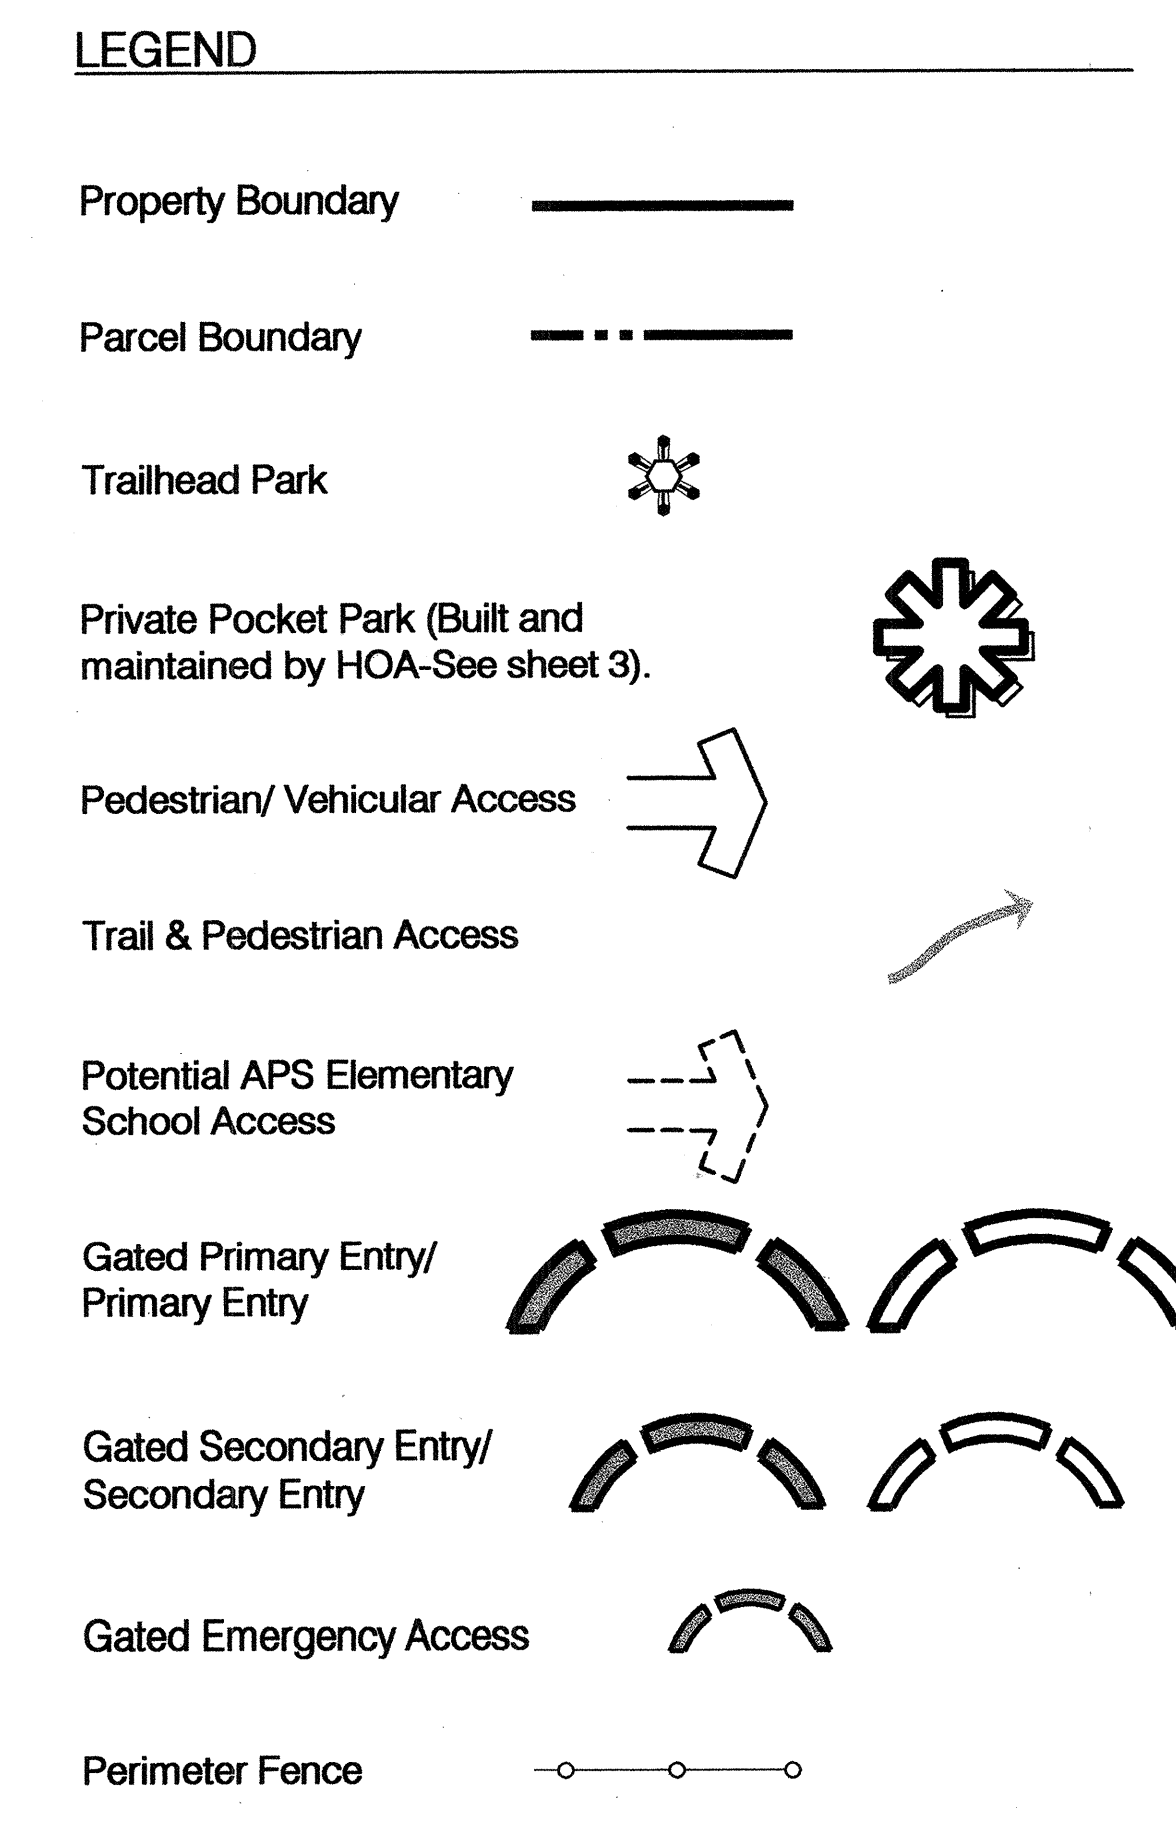 LEGEND
Property Boundary
Parcel Boundary
Trailhead Park
Private Pocket Park (Built and
maintained by HOA-See sheet 3).
Pedestrian/ Vehicular Access
Trail & Pedestrian Access
Potential APS Elementary
School Access
Gated Primary Entry/
Primary Entry
Gated Secondary Entry/
Secondary Entry
Gated Emergency Access
Perimeter Fence